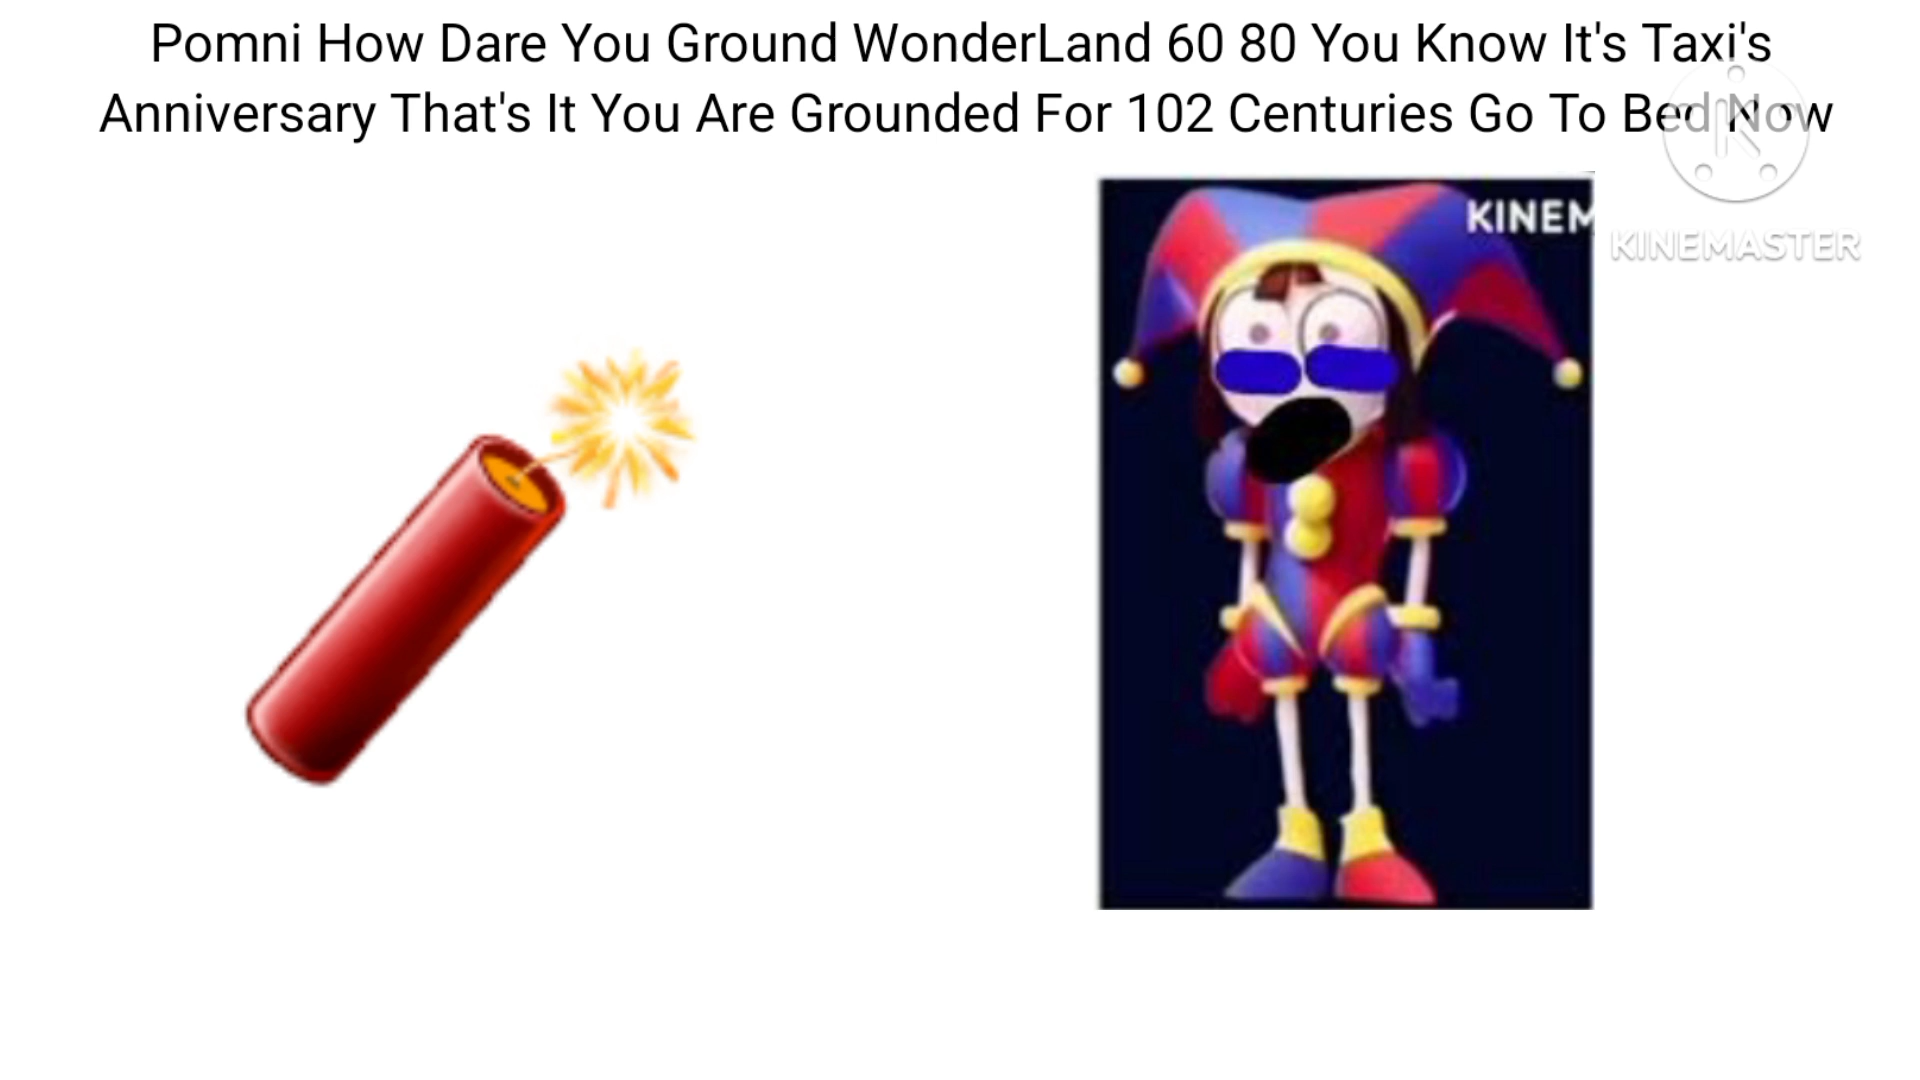 Pomni How Dare You Ground WonderLand 60 80 You Know It's Taxi's
Anniversary That's It You Are Grounded For 102 Centuries Go To Bed Now
KINEM
KINEMASTER